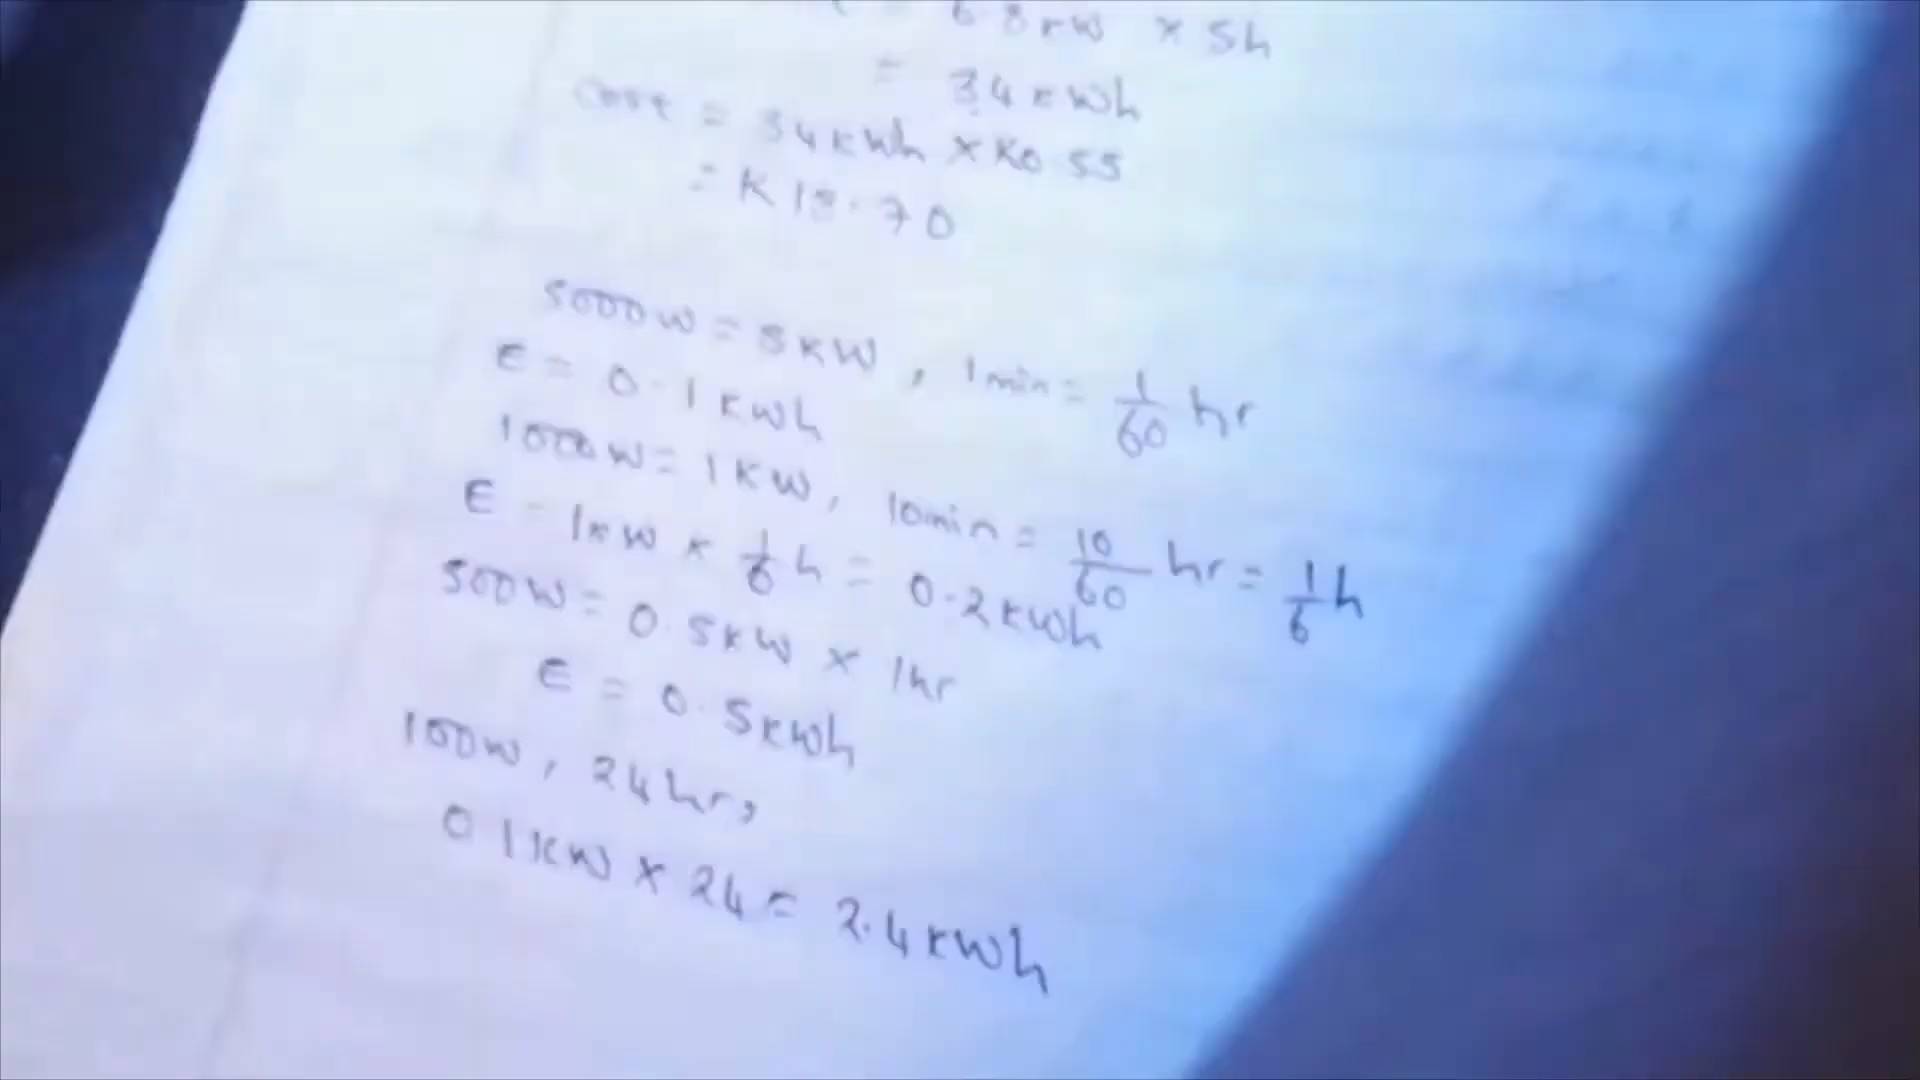 = 6.8kW × 5h
= 34kWh
Cost = 34kWh × K0.55
= K18.70
5000W = 5kW, 1min = 1/60 hr
E = 0.1kWh
1000W = 1kW, 10min = 10/60 hr = 1/6 h
E = 1kW × 1/6 h = 0.2kWh
500W = 0.5kW × 1hr
E = 0.5kWh
100W, 24hrs
0.1kW × 24 = 2.4kWh